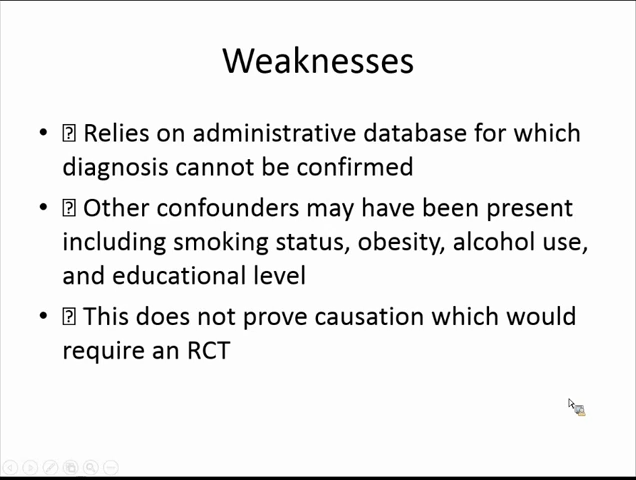 Weaknesses
• ⍰ Relies on administrative database for which
diagnosis cannot be confirmed
• ⍰ Other confounders may have been present
including smoking status, obesity, alcohol use,
and educational level
• ⍰ This does not prove causation which would
require an RCT